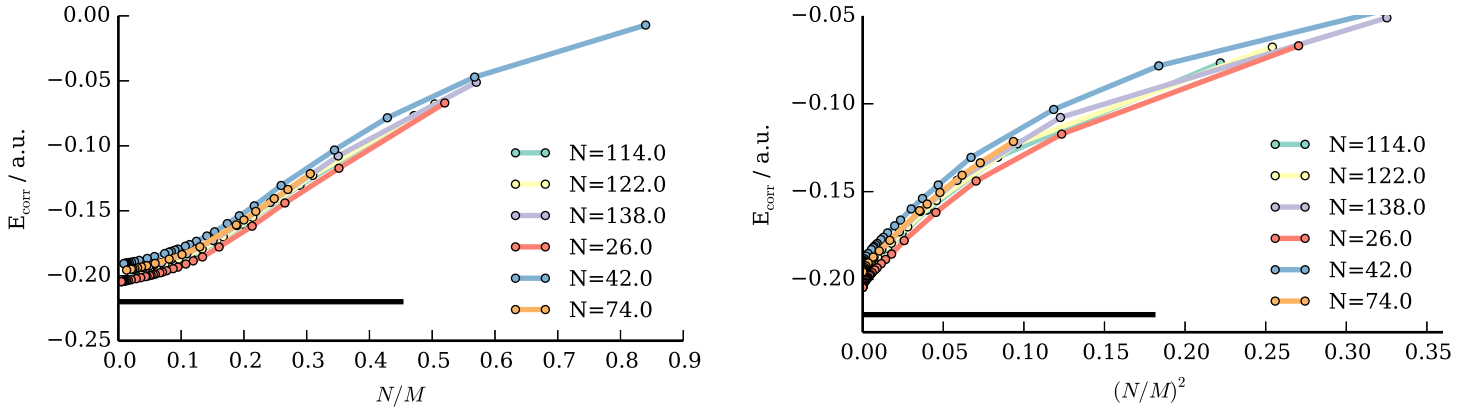 0.00
−0.05
−0.10
−0.15
−0.20
−0.25
E_corr / a.u.
0.0 0.1 0.2 0.3 0.4 0.5 0.6 0.7 0.8 0.9
N/M
N=114.0
N=122.0
N=138.0
N=26.0
N=42.0
N=74.0
−0.05
−0.10
−0.15
−0.20
E_corr / a.u.
0.00 0.05 0.10 0.15 0.20 0.25 0.30 0.35
(N/M)²
N=114.0
N=122.0
N=138.0
N=26.0
N=42.0
N=74.0